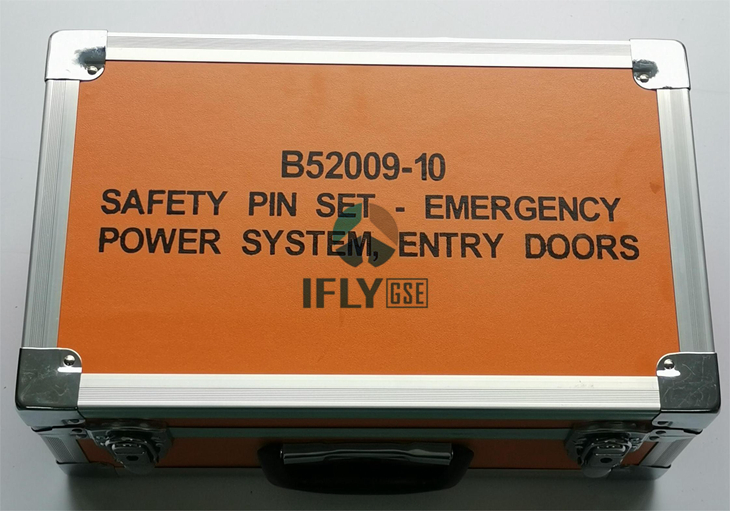 B52009-10
SAFETY PIN SET - EMERGENCY
POWER SYSTEM, ENTRY DOORS
IFLY GSE